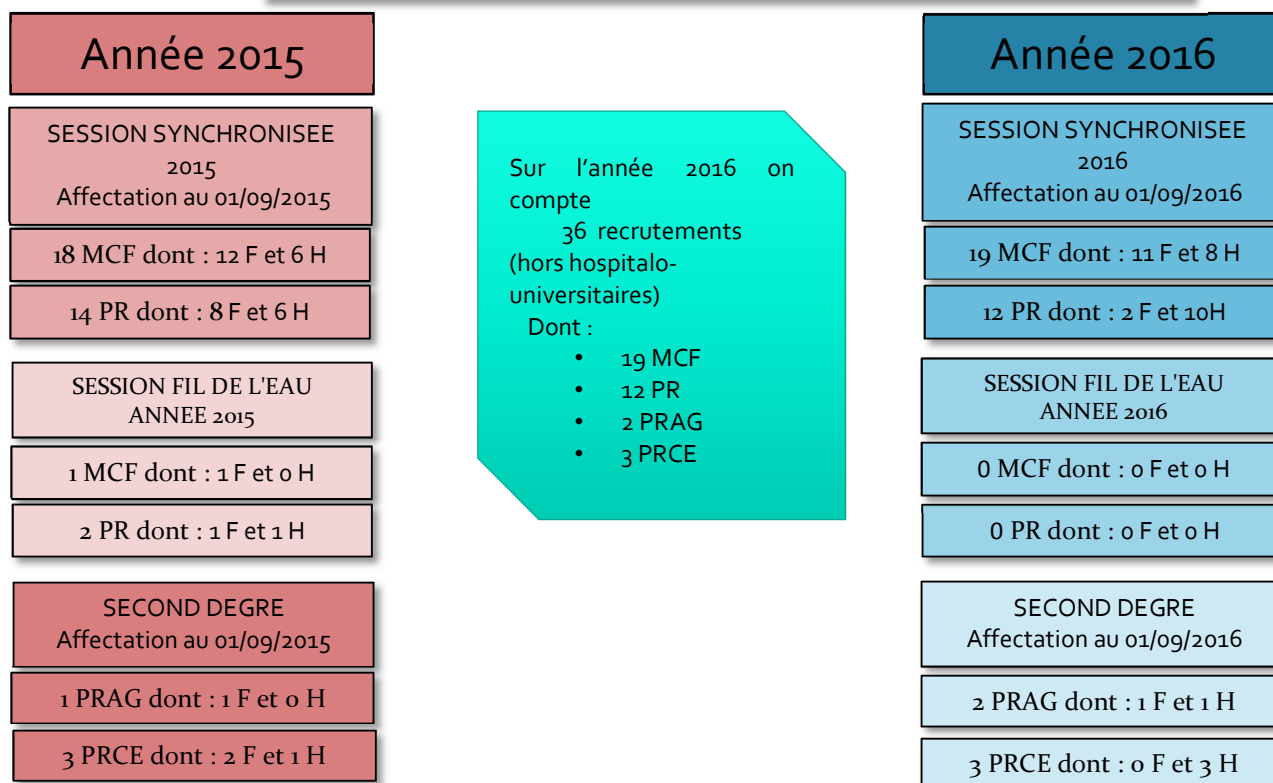 Année 2015
SESSION SYNCHRONISEE
2015
Affectation au 01/09/2015
18 MCF dont : 12 F et 6 H
14 PR dont : 8 F et 6 H
SESSION FIL DE L'EAU
ANNEE 2015
1 MCF dont : 1 F et 0 H
2 PR dont : 1 F et 1 H
SECOND DEGRE
Affectation au 01/09/2015
1 PRAG dont : 1 F et 0 H
3 PRCE dont : 2 F et 1 H
Sur l'année 2016 on
compte
36 recrutements
(hors hospitalo-
universitaires)
Dont :
• 19 MCF
• 12 PR
• 2 PRAG
• 3 PRCE
Année 2016
SESSION SYNCHRONISEE
2016
Affectation au 01/09/2016
19 MCF dont : 11 F et 8 H
12 PR dont : 2 F et 10H
SESSION FIL DE L'EAU
ANNEE 2016
0 MCF dont : 0 F et 0 H
0 PR dont : 0 F et 0 H
SECOND DEGRE
Affectation au 01/09/2016
2 PRAG dont : 1 F et 1 H
3 PRCE dont : 0 F et 3 H